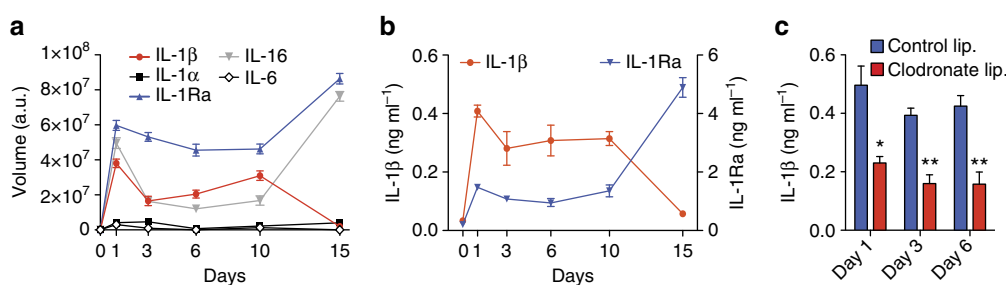 a
Volume (a.u.)
1×10⁸
8×10⁷
6×10⁷
4×10⁷
2×10⁷
0
IL-1β
IL-1α
IL-1Ra
IL-16
IL-6
0 1 3 6 10 15
Days
b
IL-1β (ng ml⁻¹)
0.6
0.4
0.2
0.0
IL-1β
IL-1Ra
6
4
2
0
IL-1Ra (ng ml⁻¹)
0 1 3 6 10 15
Days
c
Control lip.
Clodronate lip.
IL-1β (ng ml⁻¹)
0.6
0.4
0.2
0.0
* ** **
Day 1 Day 3 Day 6